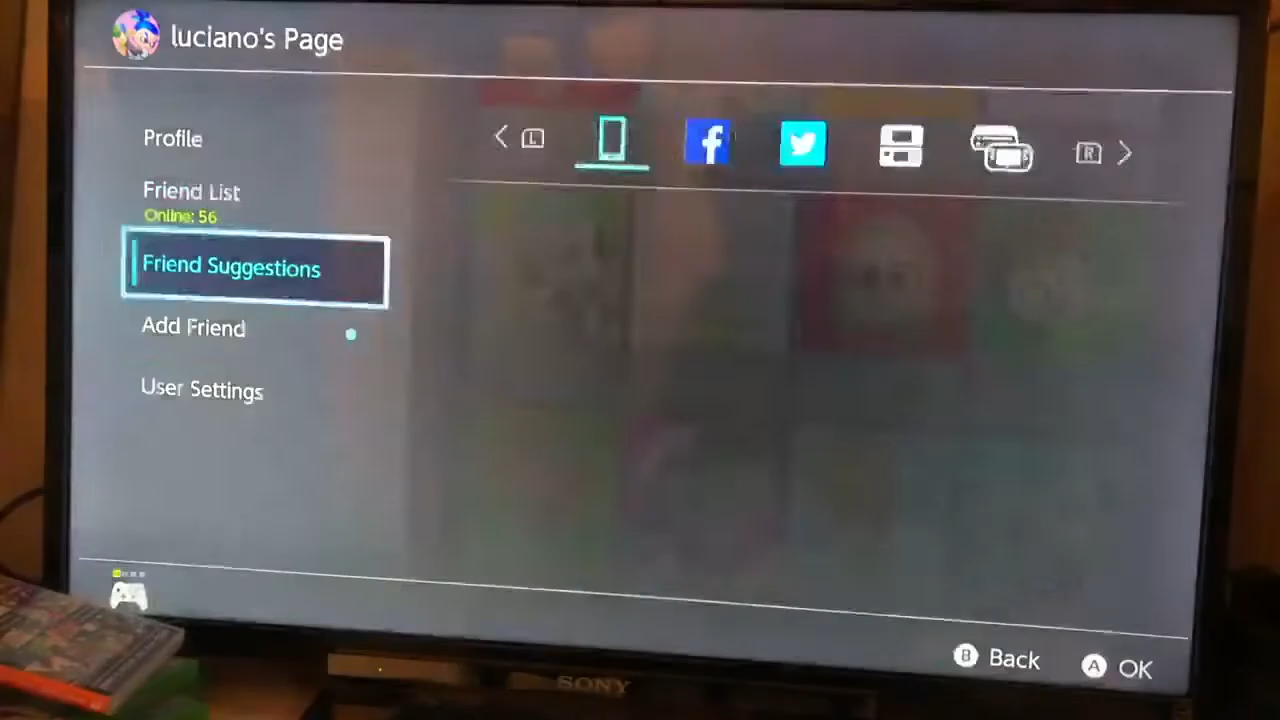 luciano's Page
Profile
Friend List
Online: 56
Friend Suggestions
Add Friend
User Settings
L
f
R
B Back
A OK
SONY